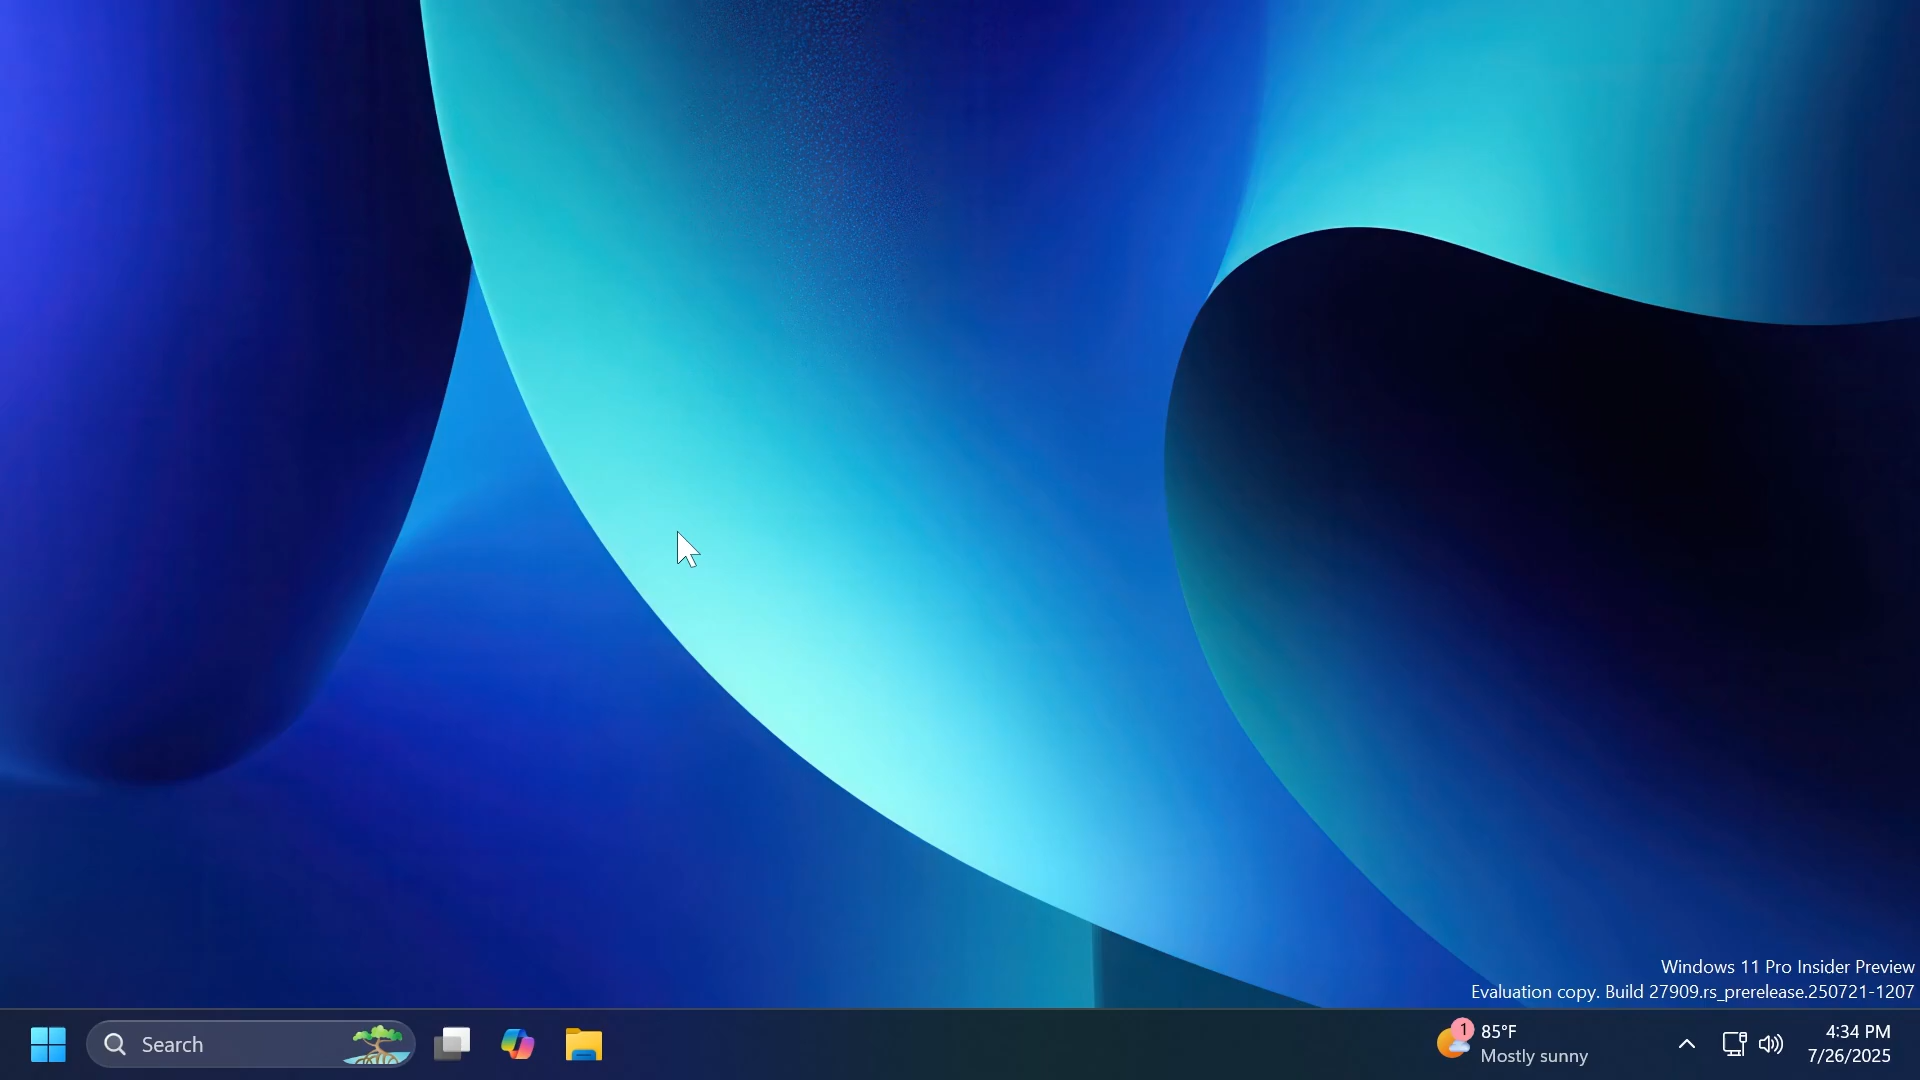 Windows 11 Pro Insider Preview
Evaluation copy. Build 27909.rs_prerelease.250721-1207
Search
1
85°F
Mostly sunny
4:34 PM
7/26/2025